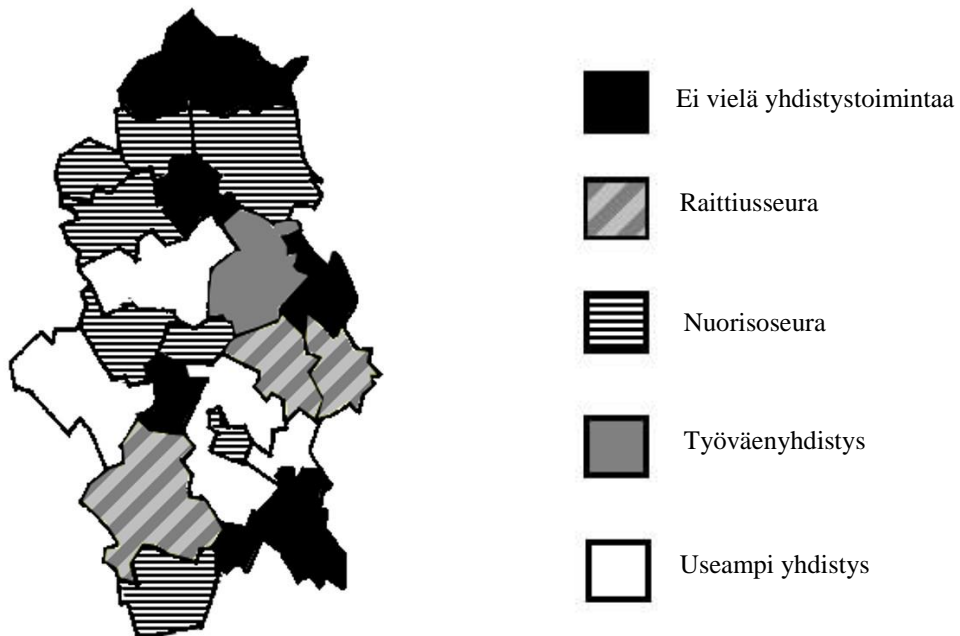 Ei vielä yhdistystoimintaa
Raittiusseura
Nuorisoseura
Työväenyhdistys
Useampi yhdistys